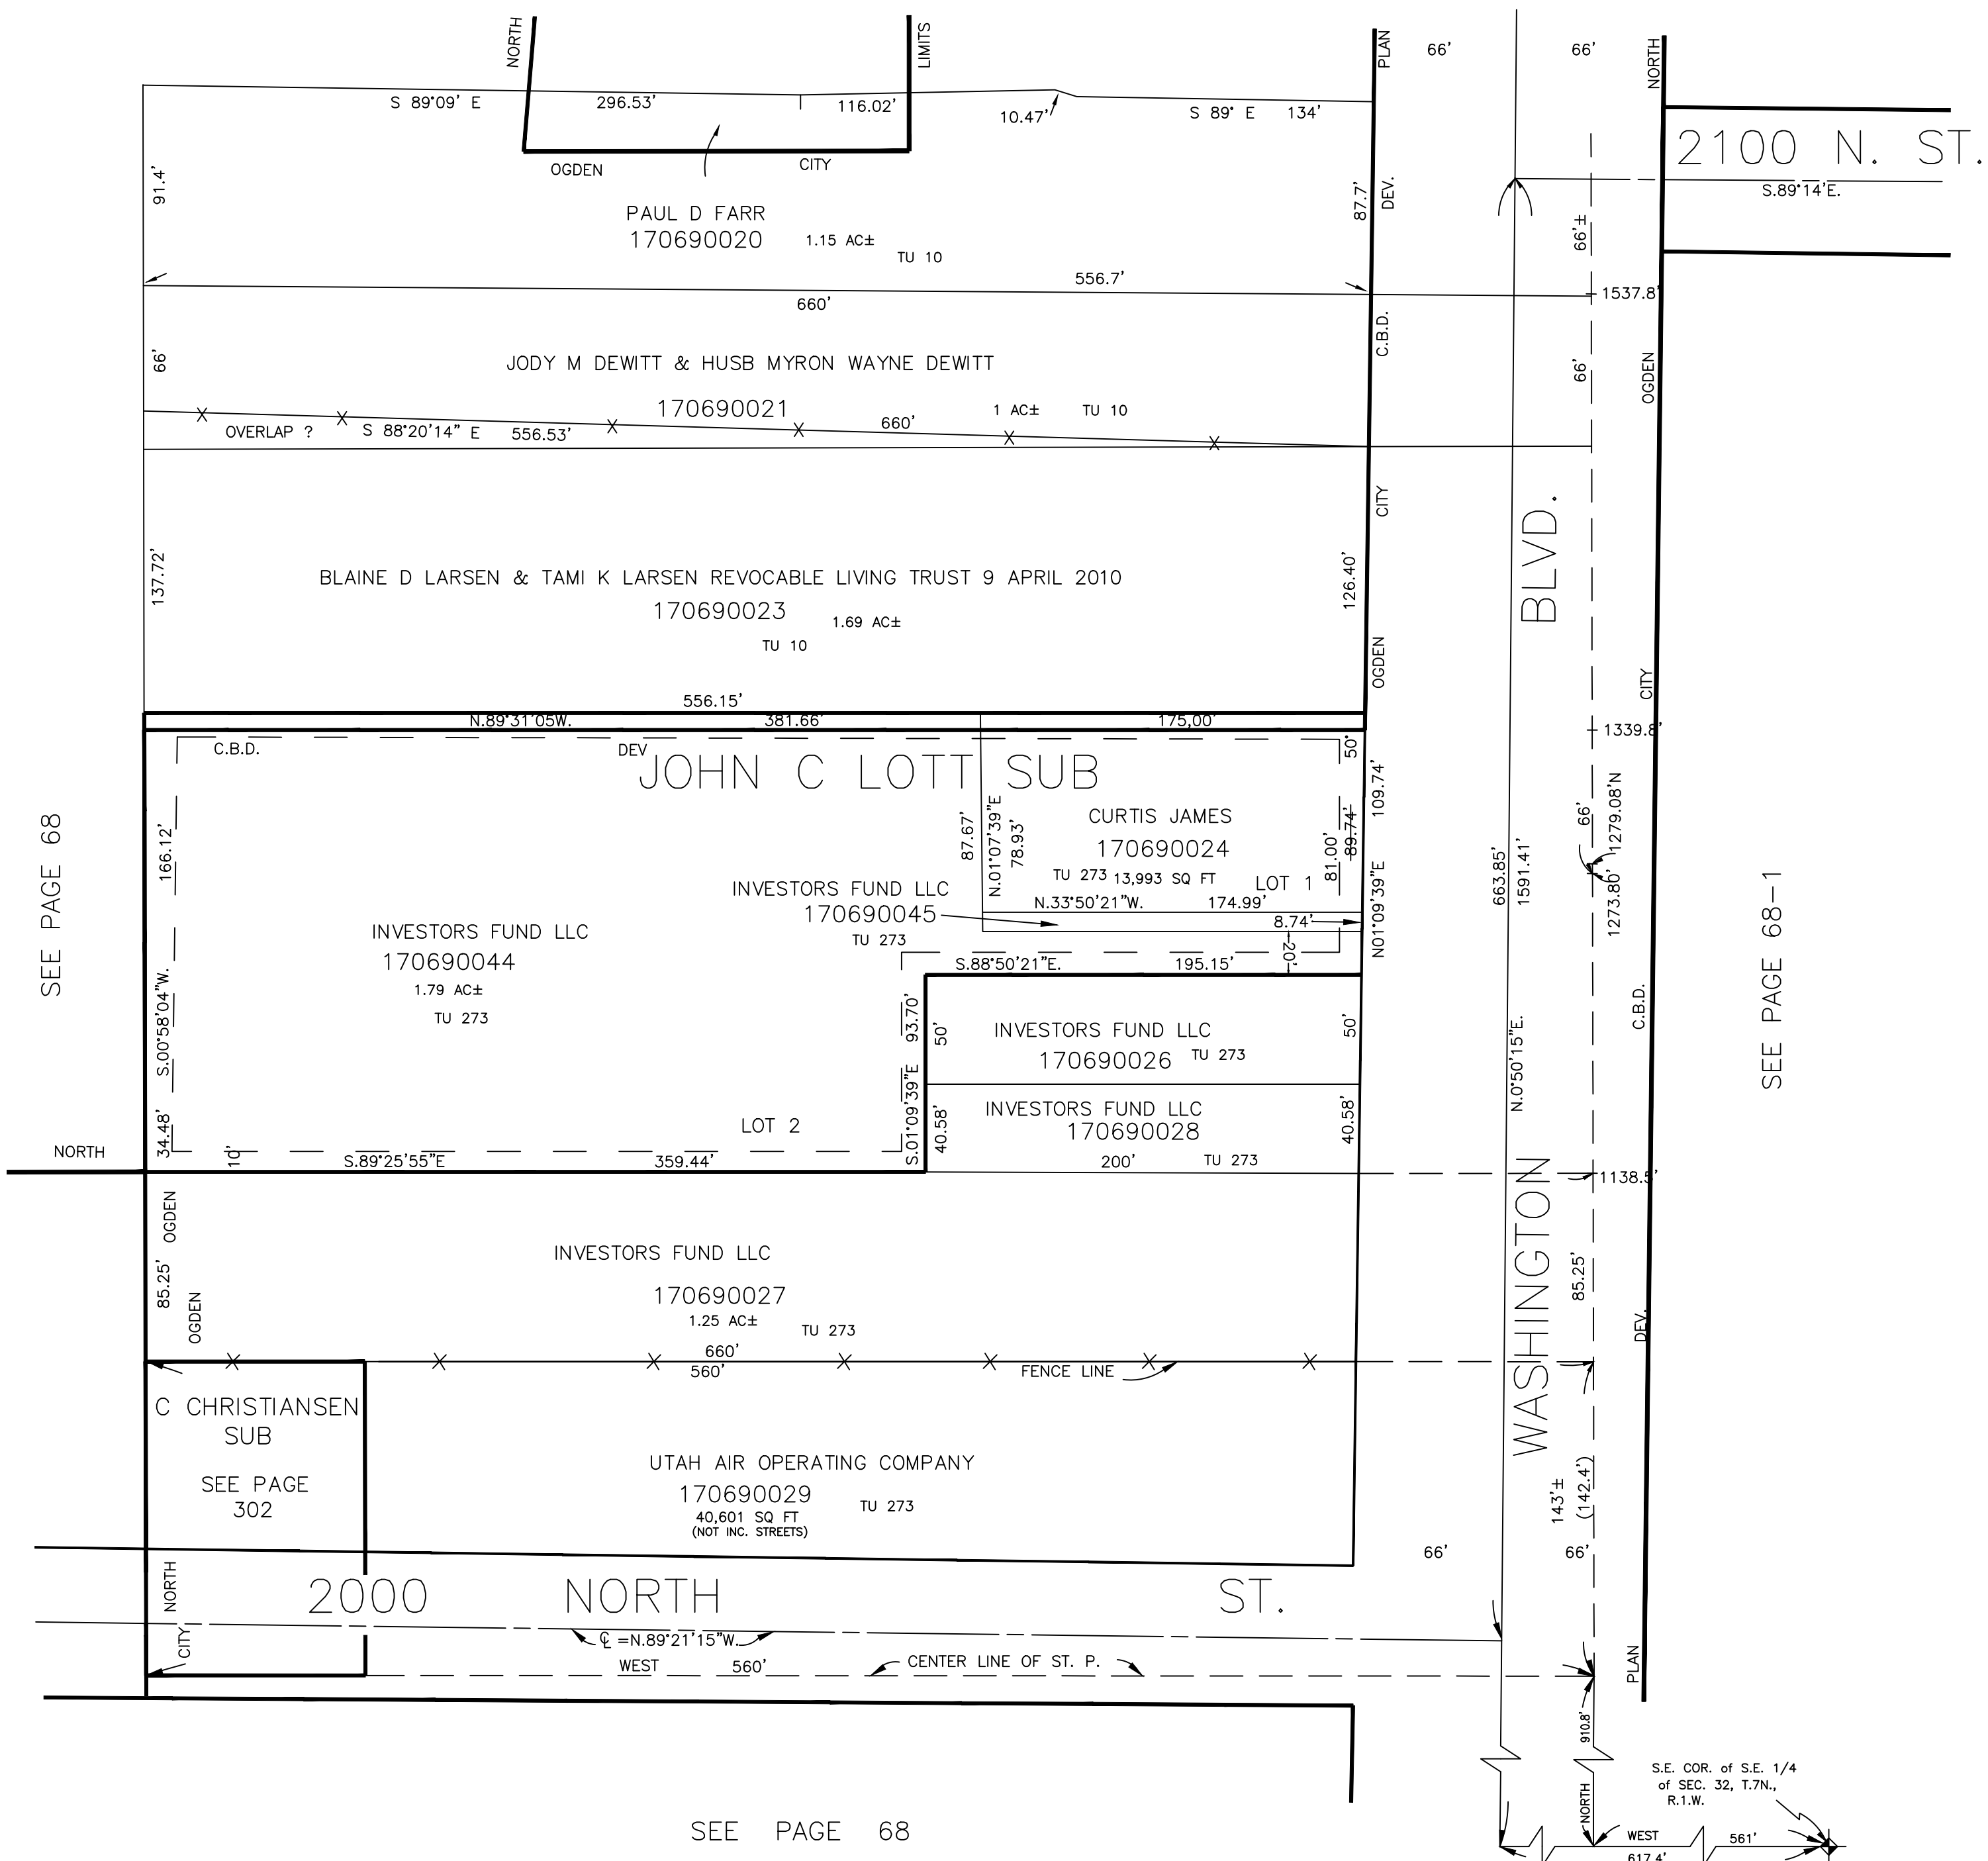 NORTH
LIMITS
PLAN
66'
66'
NORTH
S 89°09' E
296.53'
116.02'
10.47'
S 89° E
134'
OGDEN
CITY
2100 N. ST.
S.89°14'E.
91.4'
87.7'
DEV.
66'±
PAUL D FARR
170690020
1.15 AC±
TU 10
556.7'
660'
1537.8'
C.B.D.
66'
JODY M DEWITT & HUSB MYRON WAYNE DEWITT
170690021
1 AC±
TU 10
66'
OGDEN
OVERLAP ?
S 88°20'14" E
556.53'
660'
CITY
BLVD.
137.72'
BLAINE D LARSEN & TAMI K LARSEN REVOCABLE LIVING TRUST 9 APRIL 2010
170690023
1.69 AC±
TU 10
126.40'
OGDEN
CITY
556.15'
N.89°31'05W.
381.66'
175,00'
1339.8'
C.B.D.
DEV
50'
JOHN C LOTT SUB
109.74'
66'
1279.08'N
SEE PAGE 68
166.12'
87.67'
N.01°07'39"E
78.93'
CURTIS JAMES
170690024
TU 273
13,993 SQ FT
LOT 1
81.00'
89.74'
663.85'
1591.41'
1273.80'
INVESTORS FUND LLC
170690045
TU 273
N.33°50'21"W.
174.99'
8.74'
20'
N01°09'39"E
SEE PAGE 68-1
INVESTORS FUND LLC
170690044
1.79 AC±
TU 273
S.88°50'21"E.
195.15'
S.00°58'04"W.
93.70'
50'
INVESTORS FUND LLC
170690026
TU 273
50'
N.0°50'15"E.
C.B.D.
34.48'
10'
LOT 2
S.01°09'39"E
40.58'
INVESTORS FUND LLC
170690028
40.58'
NORTH
S.89°25'55"E
359.44'
200'
TU 273
1138.5'
OGDEN
WASHINGTON
85.25'
INVESTORS FUND LLC
170690027
1.25 AC±
TU 273
85.25'
OGDEN
DEV.
660'
560'
FENCE LINE
C CHRISTIANSEN
SUB
SEE PAGE
302
UTAH AIR OPERATING COMPANY
170690029
40,601 SQ FT
(NOT INC. STREETS)
TU 273
143'±
(142.4')
66'
66'
NORTH
2000 NORTH ST.
CITY
℄ =N.89°21'15"W.
WEST
560'
CENTER LINE OF ST. P.
PLAN
910.8'
NORTH
S.E. COR. of S.E. 1/4
of SEC. 32, T.7N.,
R.1.W.
SEE PAGE 68
WEST
561'
617.4'